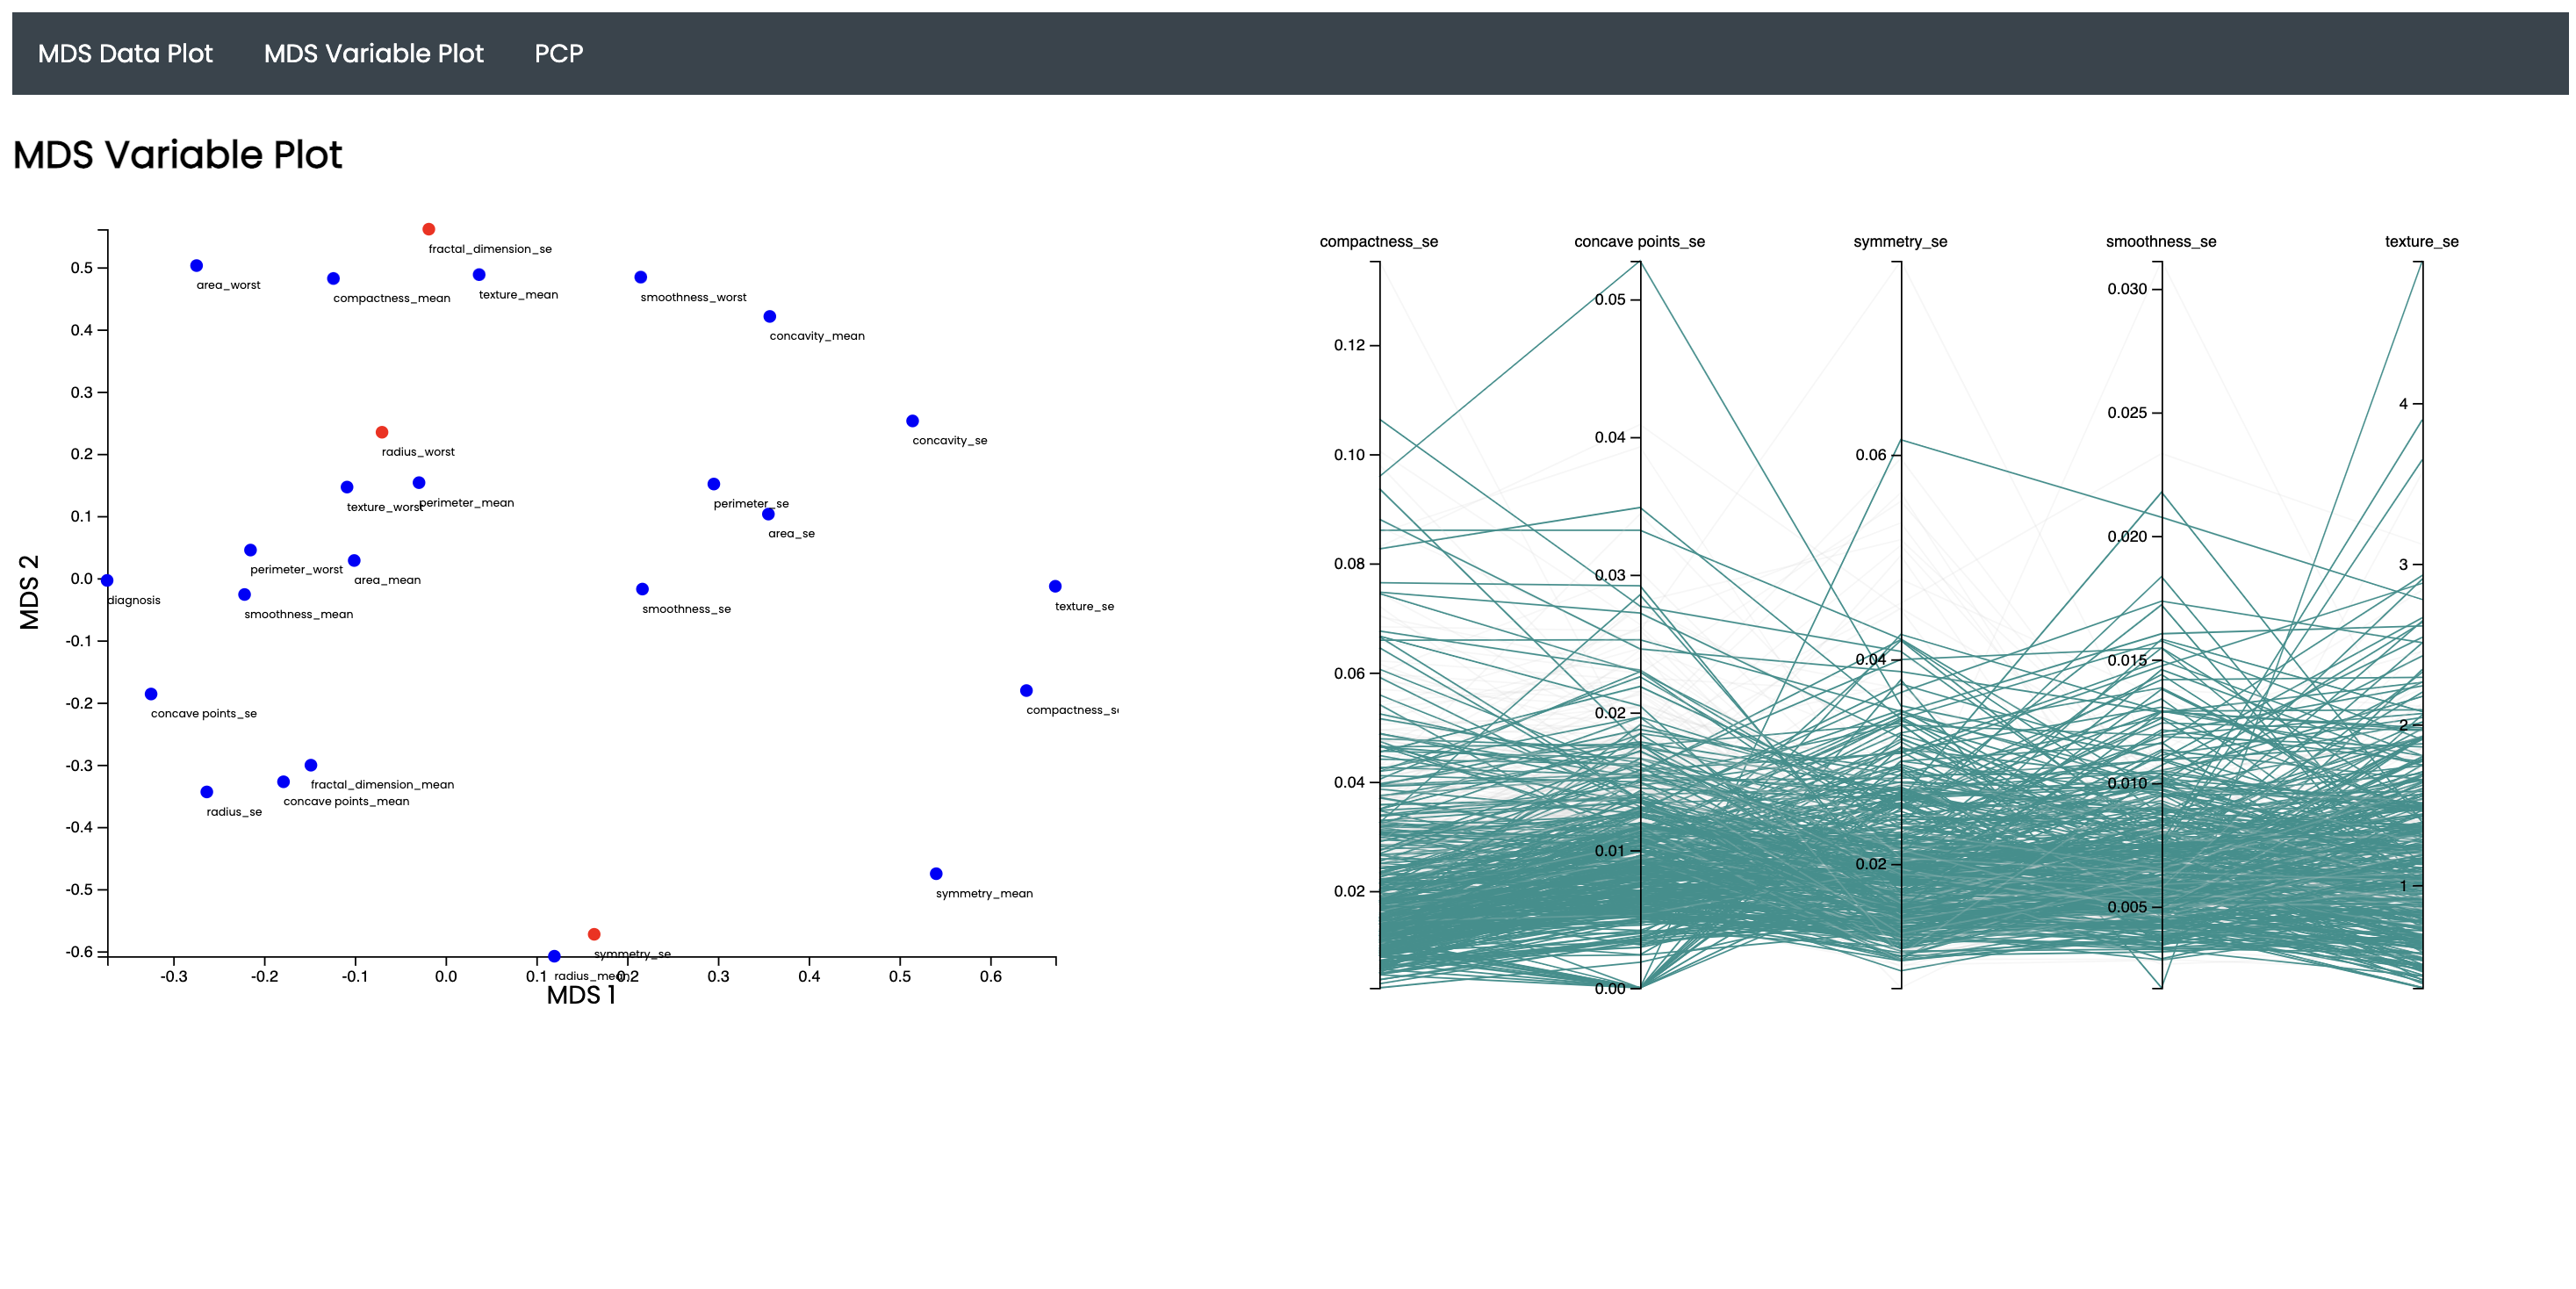 MDS Data Plot MDS Variable Plot PCP
MDS Variable Plot
fractal_dimension_se
area_worst
compactness_mean
texture_mean
smoothness_worst
concavity_mean
radius_worst
concavity_se
texture_worst
perimeter_mean
perimeter_se
area_se
perimeter_worst
area_mean
diagnosis
smoothness_mean
smoothness_se
texture_se
concave points_se
compactness_se
fractal_dimension_mean
concave points_mean
radius_se
symmetry_mean
symmetry_se
radius_mean
0.5
0.4
0.3
0.2
0.1
0.0
-0.1
-0.2
-0.3
-0.4
-0.5
-0.6
MDS 2
-0.3 -0.2 -0.1 0.0 0.1 0.2 0.3 0.4 0.5 0.6
MDS 1
compactness_se concave points_se symmetry_se smoothness_se texture_se
0.12
0.10
0.08
0.06
0.04
0.02
0.05
0.04
0.03
0.02
0.01
0.00
0.06
0.04
0.02
0.030
0.025
0.020
0.015
0.010
0.005
4
3
2
1